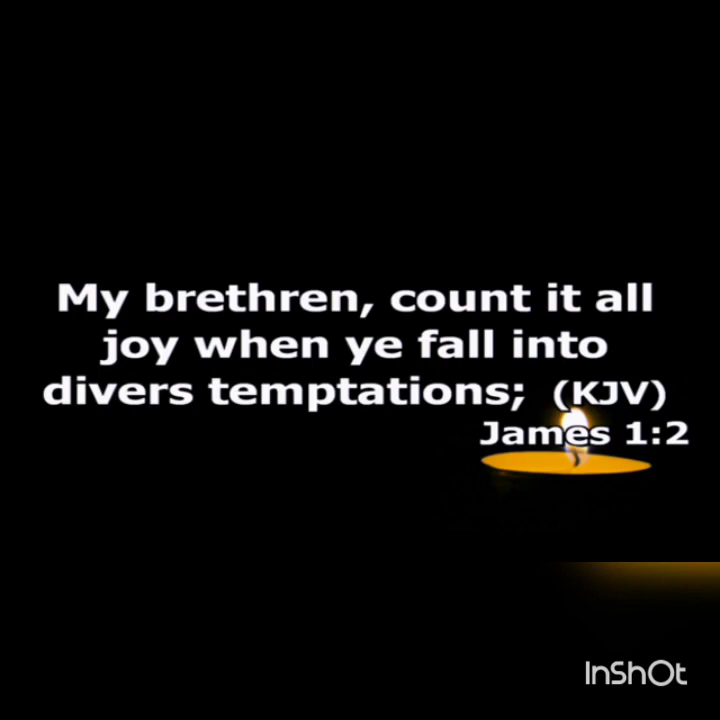 My brethren, count it all
joy when ye fall into
divers temptations; (KJV)
James 1:2
InShOt